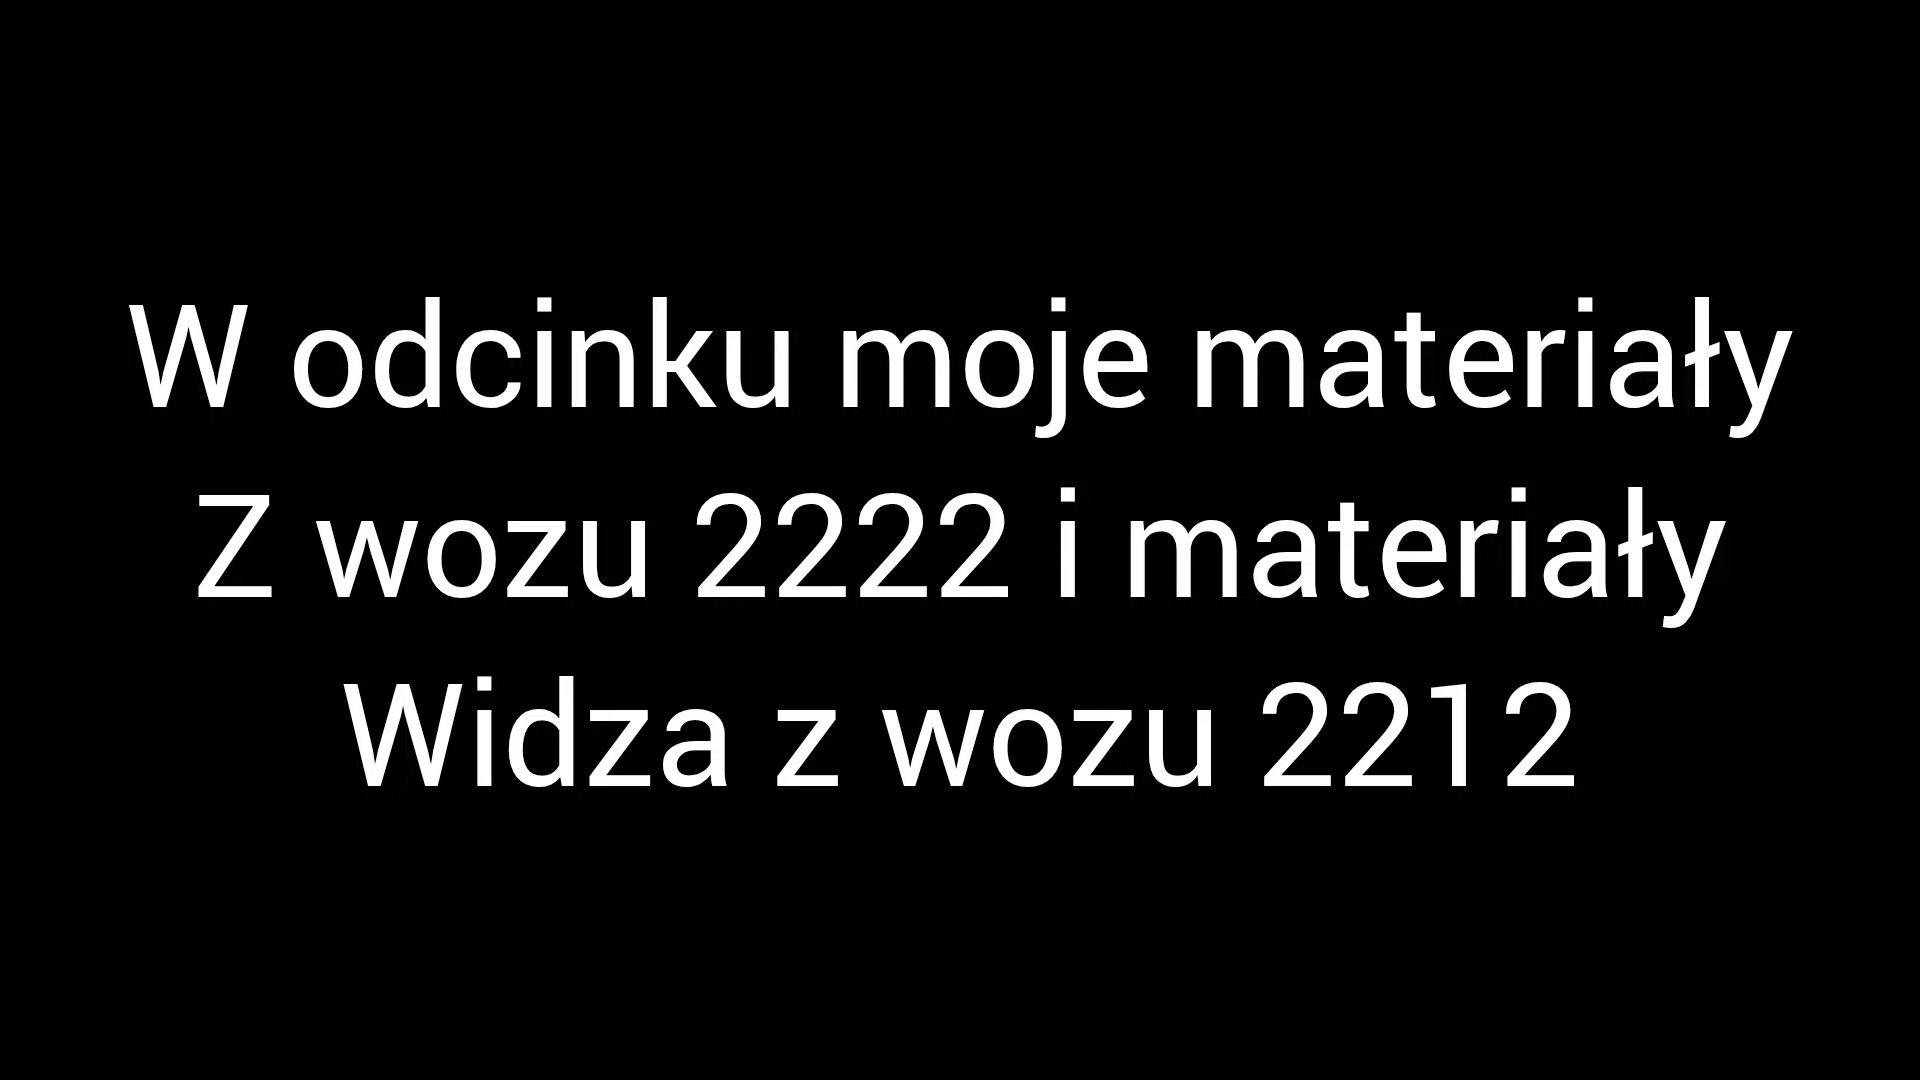 W odcinku moje materiały
Z wozu 2222 i materiały
Widza z wozu 2212